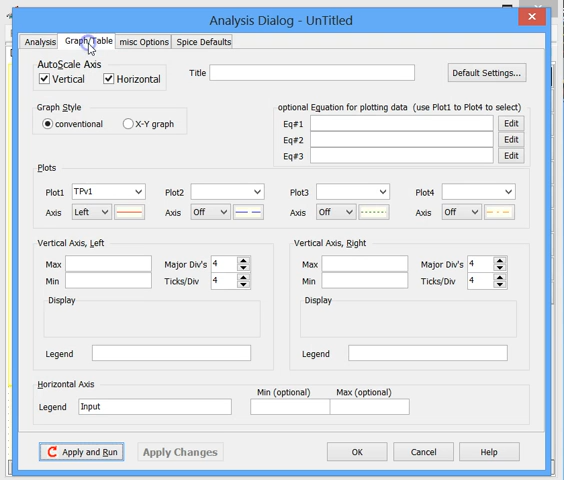 Analysis Dialog - UnTitled
Analysis Graph/Table misc Options Spice Defaults
AutoScale Axis
Vertical Horizontal
Title
Default Settings...
Graph Style
conventional X-Y graph
optional Equation for plotting data (use Plot1 to Plot4 to select)
Eq#1 Edit
Eq#2 Edit
Eq#3 Edit
Plots
Plot1 TPv1 Plot2 Plot3 Plot4
Axis Left Axis Off Axis Off Axis Off
Vertical Axis, Left
Max Major Div's 4
Min Ticks/Div 4
Display
Legend
Vertical Axis, Right
Max Major Div's 4
Min Ticks/Div 4
Display
Legend
Horizontal Axis
Min (optional) Max (optional)
Legend Input
Apply and Run Apply Changes OK Cancel Help